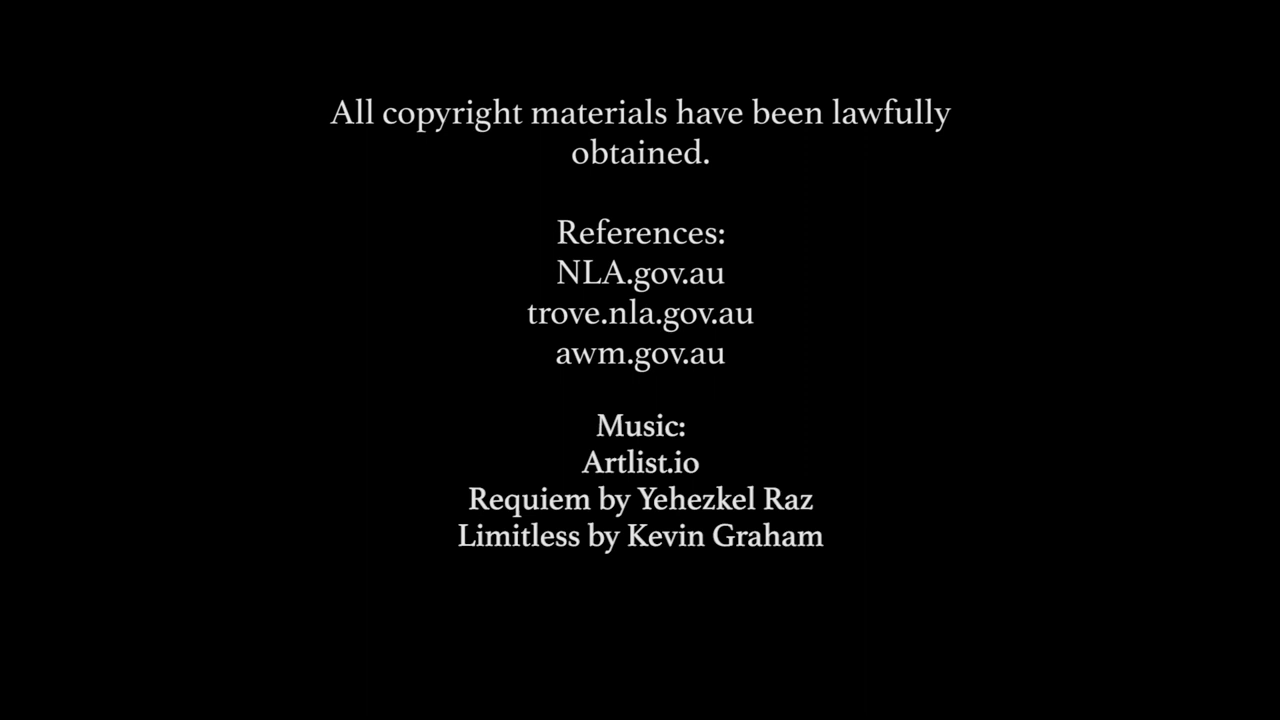 All copyright materials have been lawfully
obtained.
References:
NLA.gov.au
trove.nla.gov.au
awm.gov.au
Music:
Artlist.io
Requiem by Yehezkel Raz
Limitless by Kevin Graham